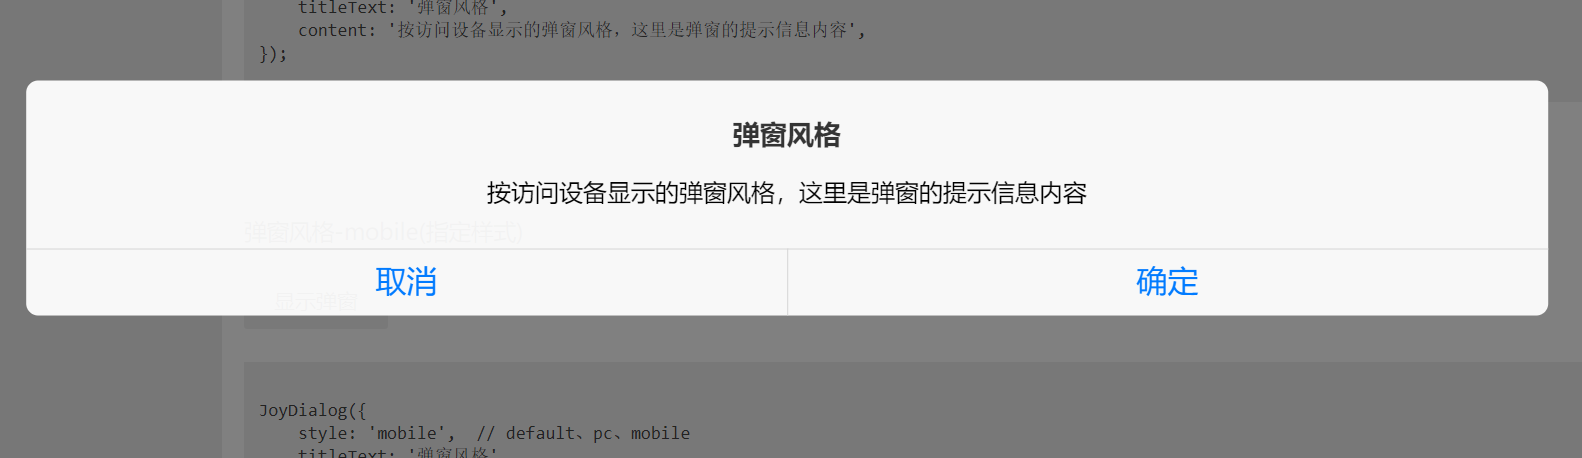 titleText: '弹窗风格',
content: '按访问设备显示的弹窗风格，这里是弹窗的提示信息内容',
});
弹窗风格
按访问设备显示的弹窗风格，这里是弹窗的提示信息内容
弹窗风格-mobile(指定样式)
取消
确定
显示弹窗
JoyDialog({
style: 'mobile',  // default、pc、mobile
titleText: '弹窗风格'